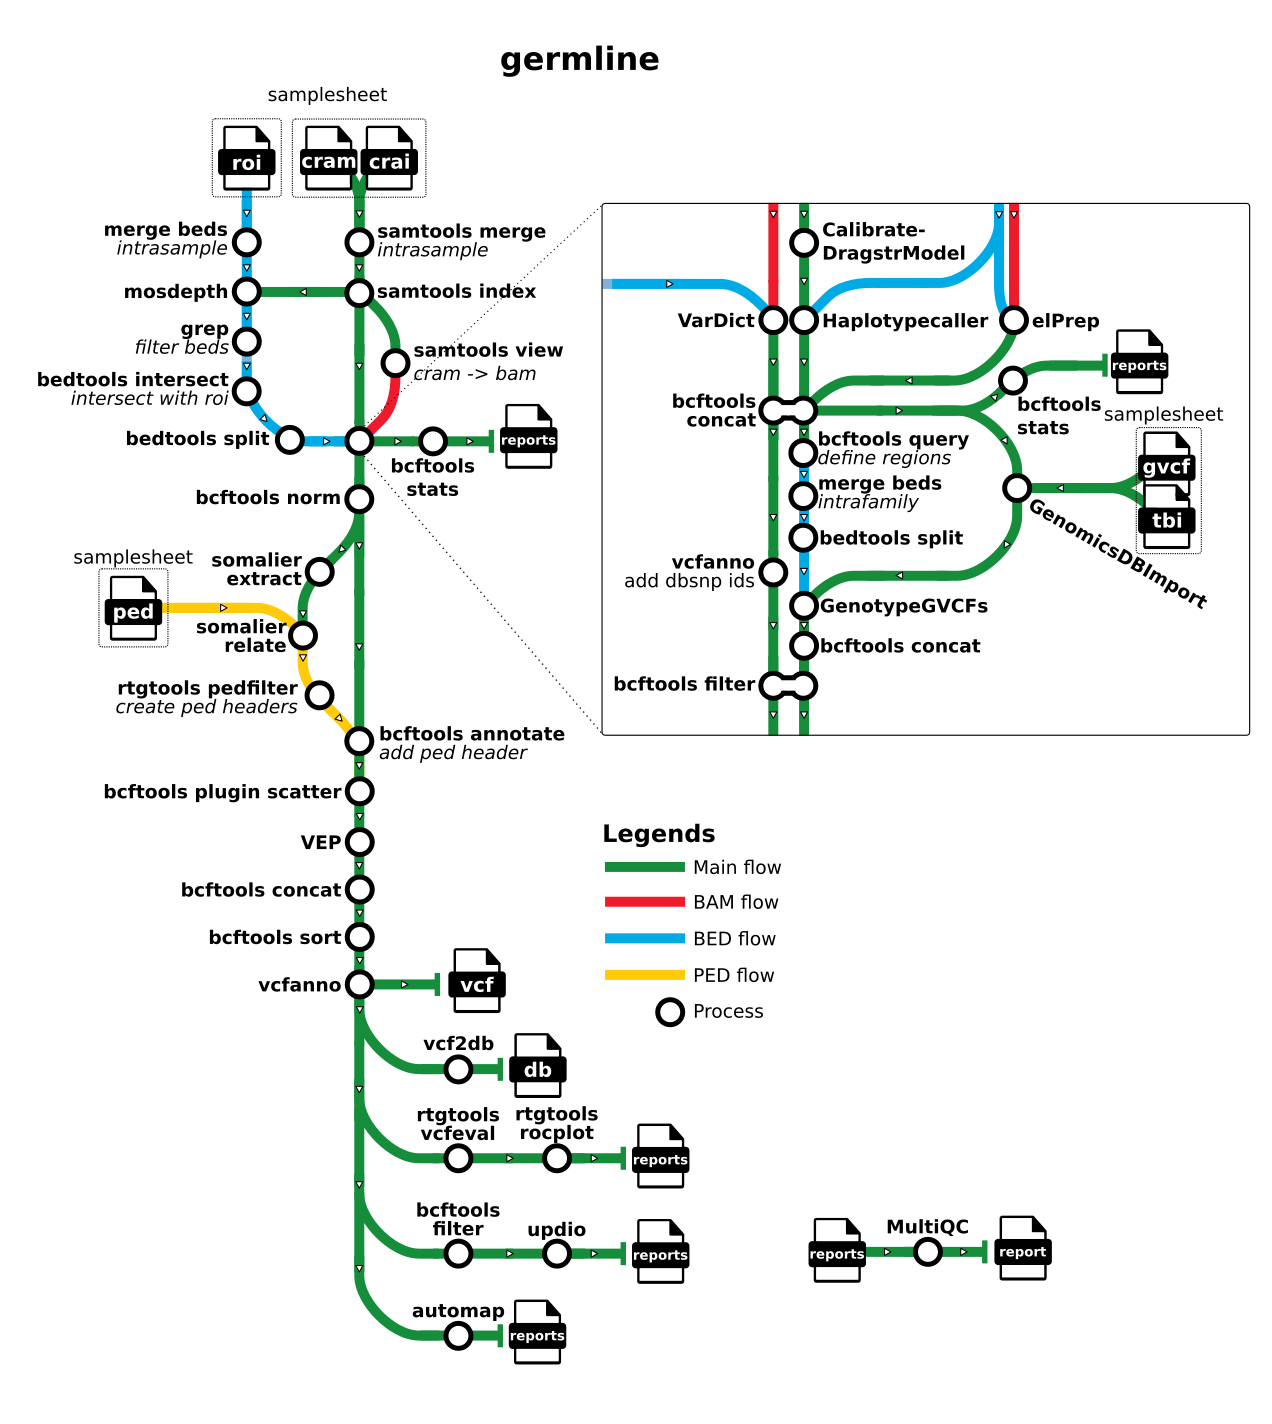 germline
samplesheet
roi
cram
crai
merge beds
intrasample
samtools merge
intrasample
mosdepth
samtools index
grep
filter beds
samtools view
cram -> bam
bedtools intersect
intersect with roi
bedtools split
bcftools
stats
reports
bcftools norm
samplesheet
ped
somalier
extract
somalier
relate
rtgtools pedfilter
create ped headers
bcftools annotate
add ped header
bcftools plugin scatter
VEP
bcftools concat
bcftools sort
vcfanno
vcf
vcf2db
db
rtgtools
vcfeval
rtgtools
rocplot
reports
bcftools
filter
updio
reports
automap
reports
Calibrate-
DragstrModel
VarDict
Haplotypecaller
elPrep
bcftools
concat
reports
bcftools
stats
samplesheet
gvcf
tbi
bcftools query
define regions
merge beds
intrafamily
bedtools split
GenomicsDBImport
vcfanno
add dbsnp ids
GenotypeGVCFs
bcftools concat
bcftools filter
Legends
Main flow
BAM flow
BED flow
PED flow
Process
reports
MultiQC
report